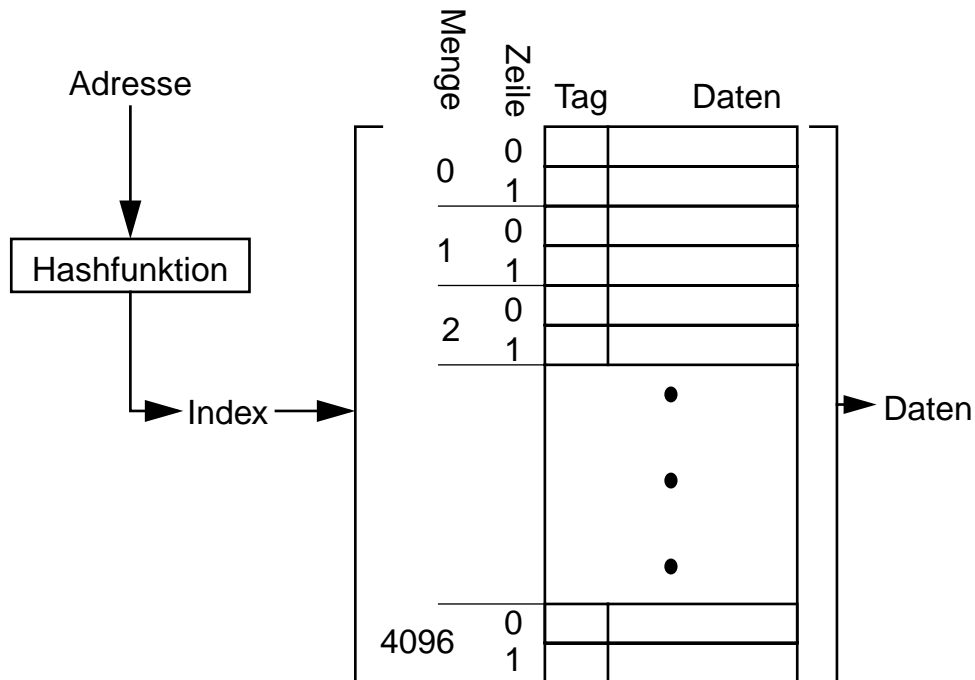 Menge
Zeile
Adresse
Tag Daten
0
0
1
Hashfunktion
1
0
1
2
0
1
Index
Daten
4096
0
1